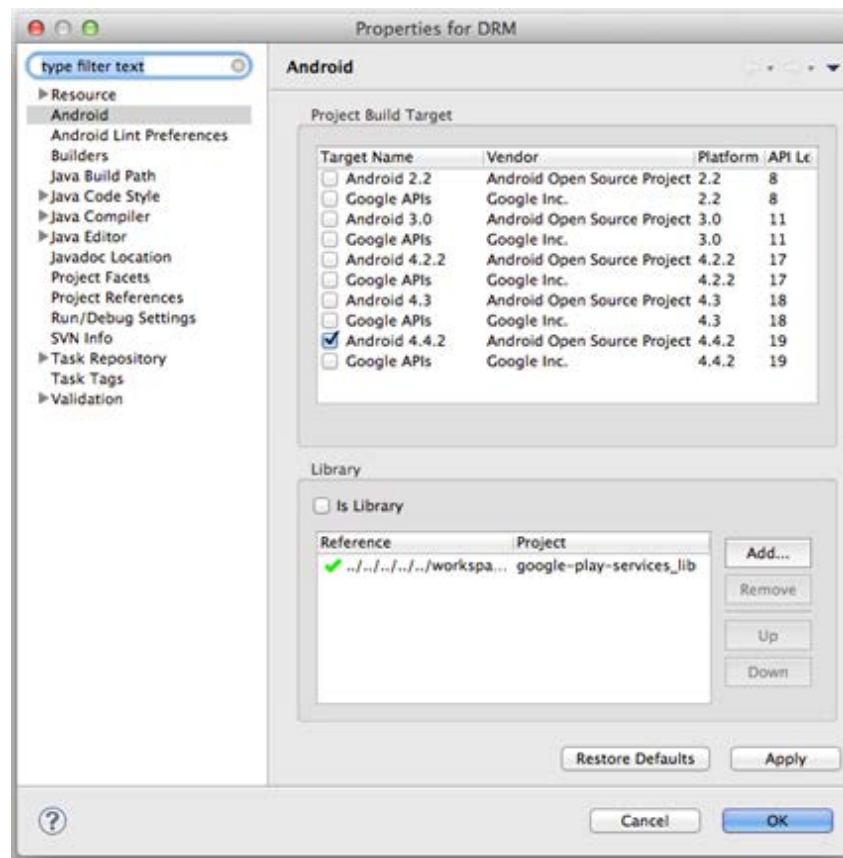 Properties for DRM
type filter text
Android
Resource
Android
Android Lint Preferences
Builders
Java Build Path
Java Code Style
Java Compiler
Java Editor
Javadoc Location
Project Facets
Project References
Run/Debug Settings
SVN Info
Task Repository
Task Tags
Validation
Project Build Target
Target Name Vendor Platform API Le
Android 2.2 Android Open Source Project 2.2 8
Google APIs Google Inc. 2.2 8
Android 3.0 Android Open Source Project 3.0 11
Google APIs Google Inc. 3.0 11
Android 4.2.2 Android Open Source Project 4.2.2 17
Google APIs Google Inc. 4.2.2 17
Android 4.3 Android Open Source Project 4.3 18
Google APIs Google Inc. 4.3 18
Android 4.4.2 Android Open Source Project 4.4.2 19
Google APIs Google Inc. 4.4.2 19
Library
Is Library
Reference Project
../../../../../workspa... google-play-services_lib
Add...
Remove
Up
Down
Restore Defaults Apply
? Cancel OK